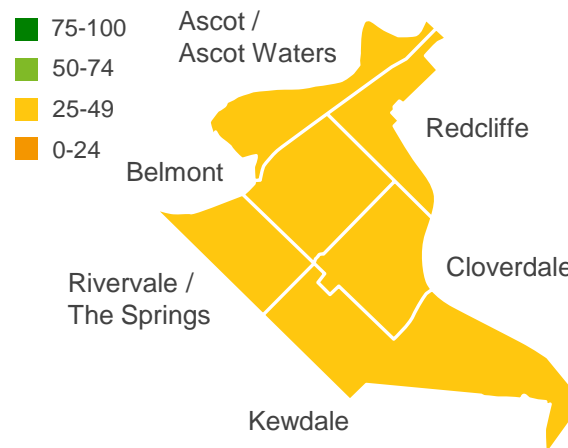 75-100
50-74
25-49
0-24
Ascot /
Ascot Waters
Redcliffe
Belmont
Cloverdale
Rivervale /
The Springs
Kewdale